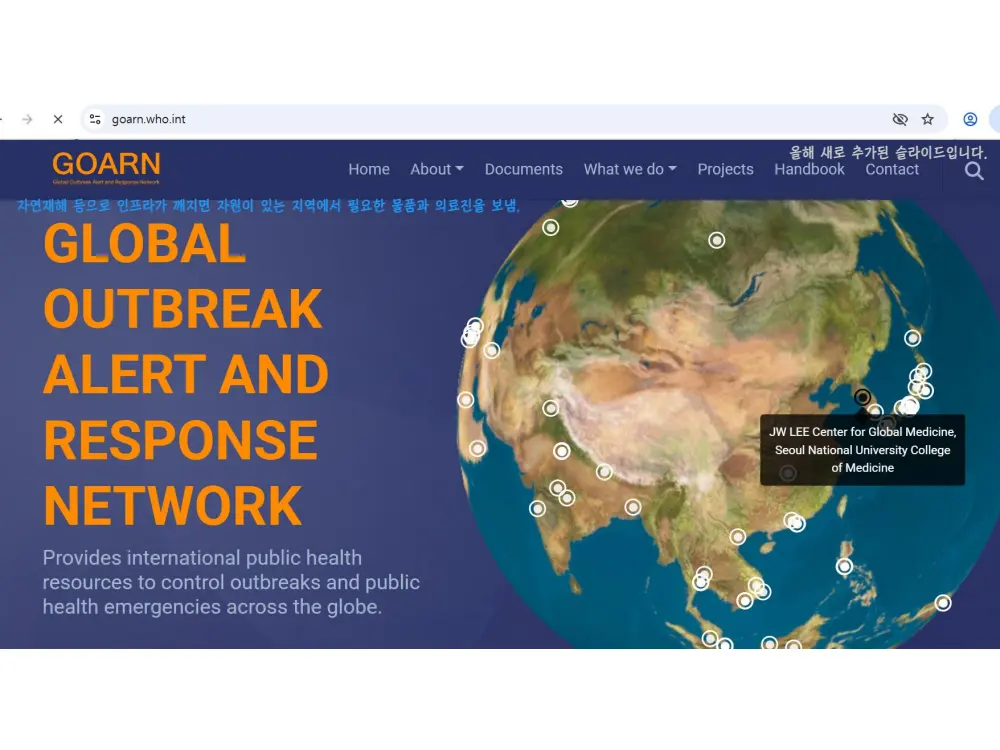 goarn.who.int
올해 새로 추가된 슬라이드입니다.
GOARN
Global Outbreak Alert and Response Network
Home About Documents What we do Projects Handbook Contact
자연재해 등으로 인프라가 깨지면 자원이 있는 지역에서 필요한 물품과 의료진을 보냄.
GLOBAL
OUTBREAK
ALERT AND
RESPONSE
NETWORK
Provides international public health
resources to control outbreaks and public
health emergencies across the globe.
JW LEE Center for Global Medicine,
Seoul National University College
of Medicine